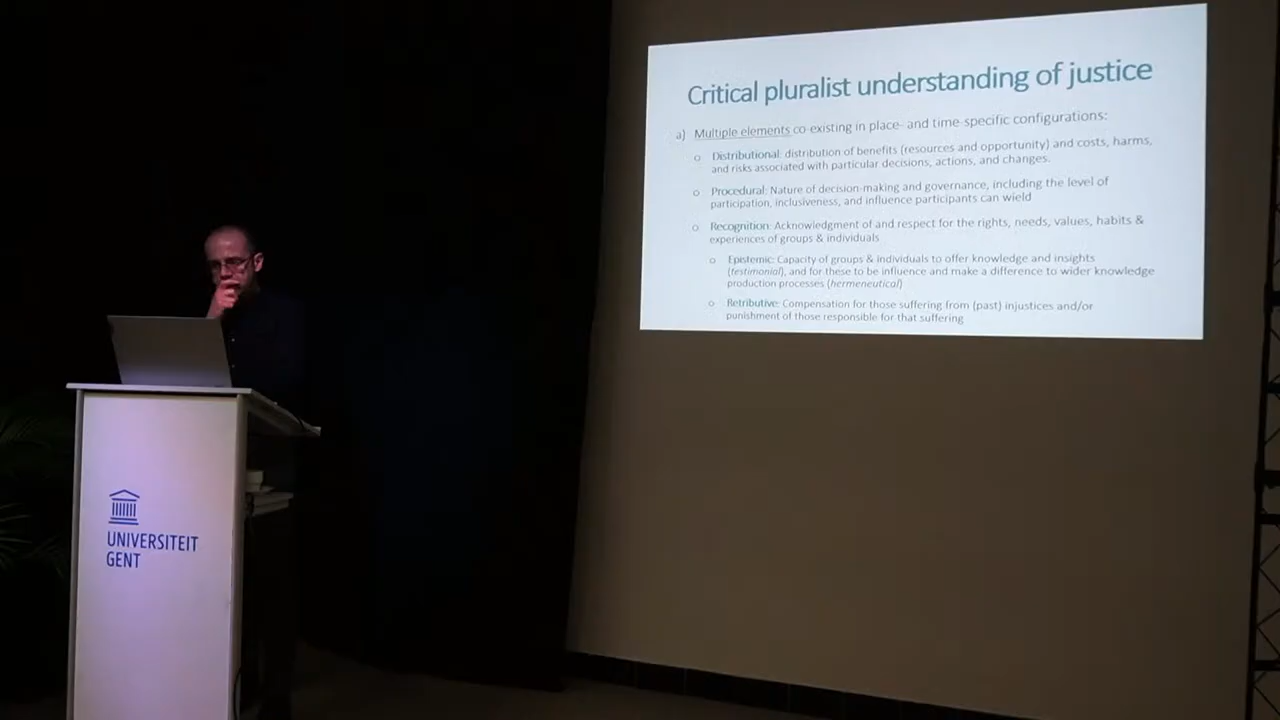 Critical pluralist understanding of justice
a) Multiple elements co-existing in place- and time-specific configurations:
o Distributional: distribution of benefits (resources and opportunity) and costs, harms,
and risks associated with particular decisions, actions, and changes.
o Procedural: Nature of decision-making and governance, including the level of
participation, inclusiveness, and influence participants can wield
o Recognition: Acknowledgment of and respect for the rights, needs, values, habits &
experiences of groups & individuals
o Epistemic: Capacity of groups & individuals to offer knowledge and insights
(testimonial), and for these to be influence and make a difference to wider knowledge
production processes (hermeneutical)
o Retributive: Compensation for those suffering from (past) injustices and/or
punishment of those responsible for that suffering
UNIVERSITEIT
GENT